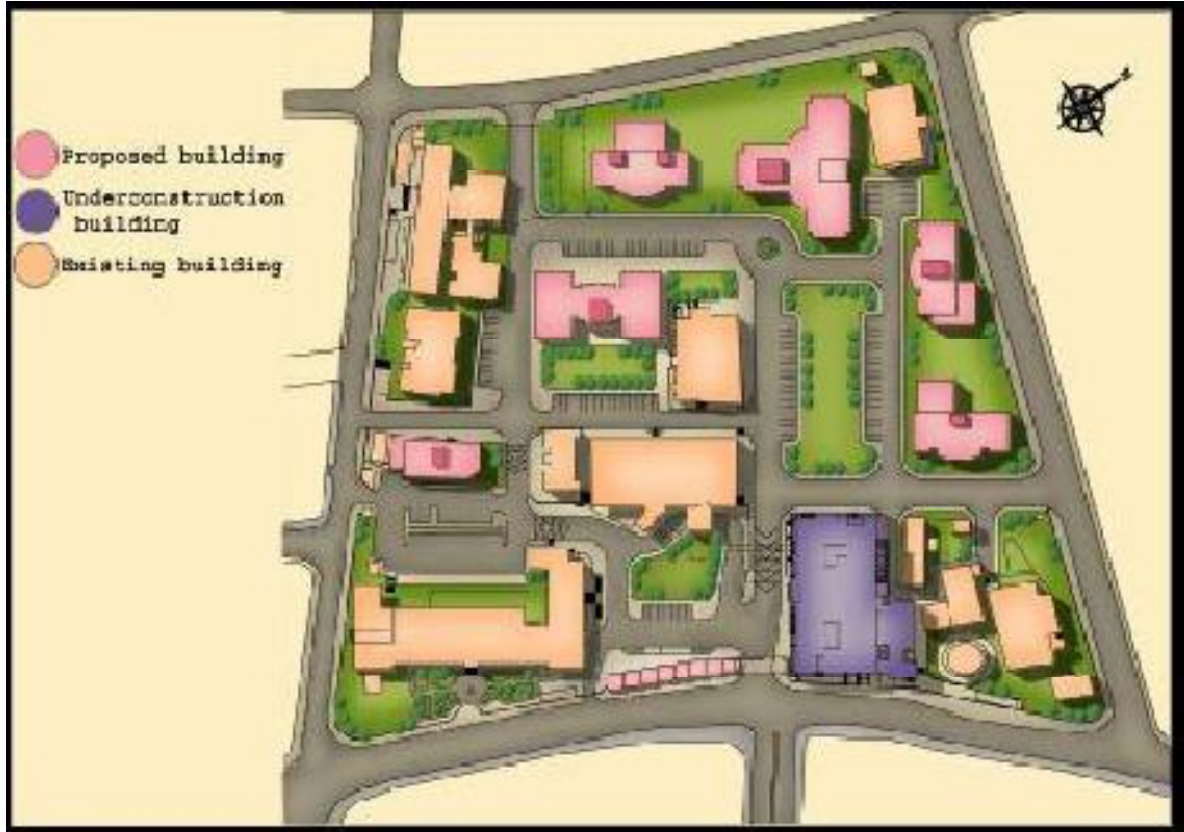 Proposed building
Underconstruction
building
Existing building